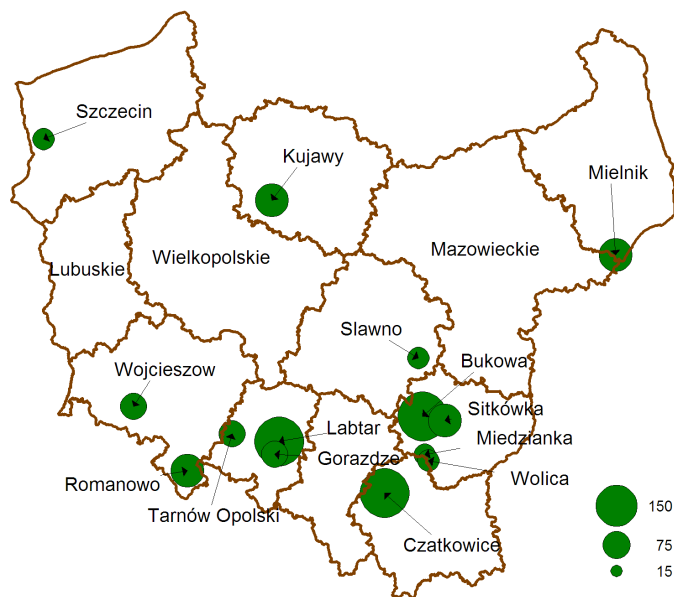 Szczecin
Kujawy
Mielnik
Mazowieckie
Wielkopolskie
Lubuskie
Slawno
Bukowa
Wojcieszow
Sitkówka
Labtar
Miedzianka
Gorazdze
Wolica
Romanowo
Tarnów Opolski
Czatkowice
150
75
15